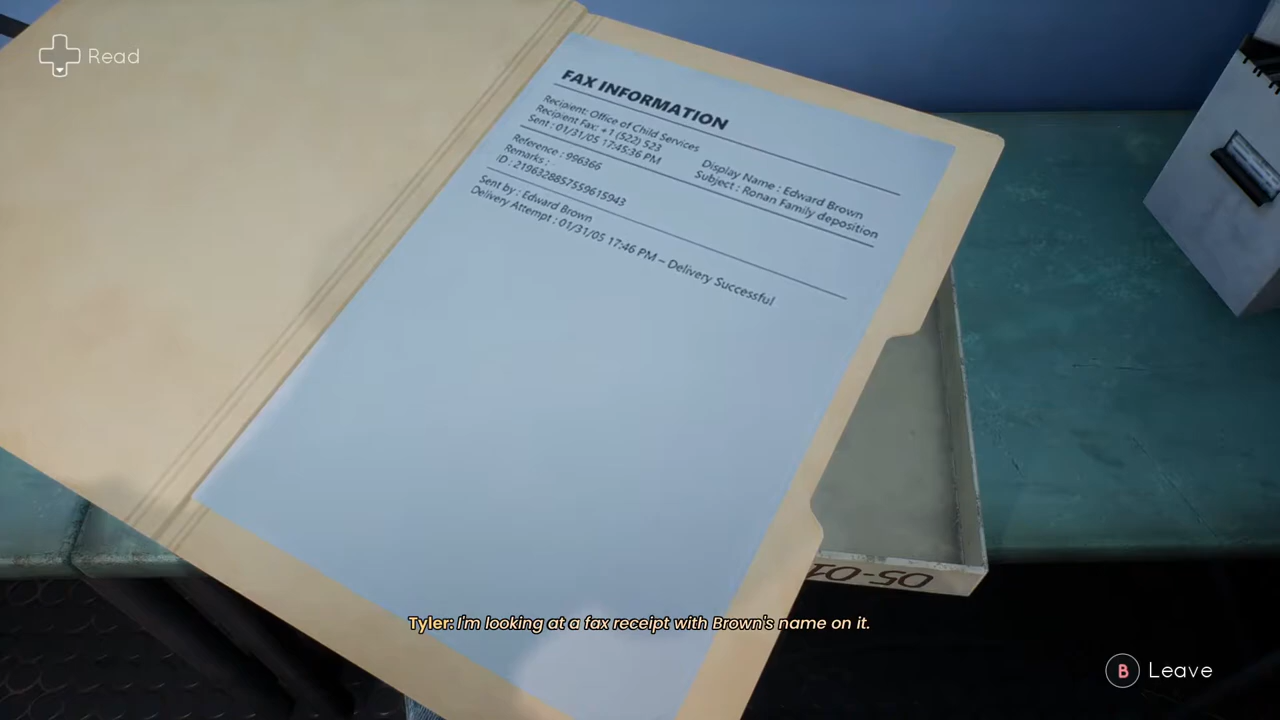 Read
FAX INFORMATION
Recipient: Office of Child Services
Recipient Fax: +1 (522) 523
Sent : 01/31/05 17:45:36 PM
Display Name : Edward Brown
Subject : Ronan Family deposition
Reference : 996366
Remarks :
ID : 2196328857559615943
Sent by : Edward Brown
Delivery Attempt : 01/31/05 17:46 PM – Delivery Successful
05-01
Tyler: I'm looking at a fax receipt with Brown's name on it.
B Leave